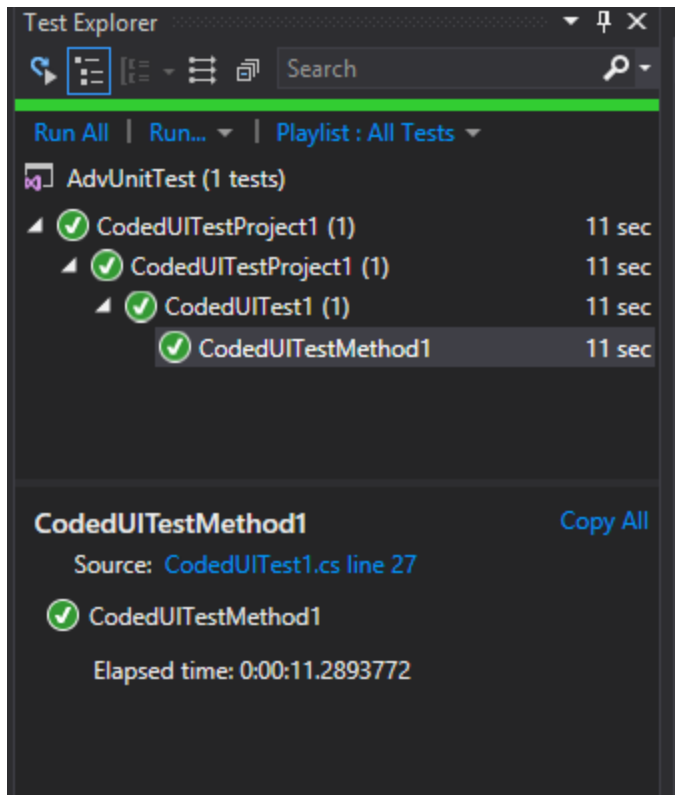 Test Explorer
Search
Run All | Run... | Playlist : All Tests
AdvUnitTest (1 tests)
CodedUITestProject1 (1) 11 sec
CodedUITestProject1 (1) 11 sec
CodedUITest1 (1) 11 sec
CodedUITestMethod1 11 sec
CodedUITestMethod1 Copy All
Source: CodedUITest1.cs line 27
CodedUITestMethod1
Elapsed time: 0:00:11.2893772